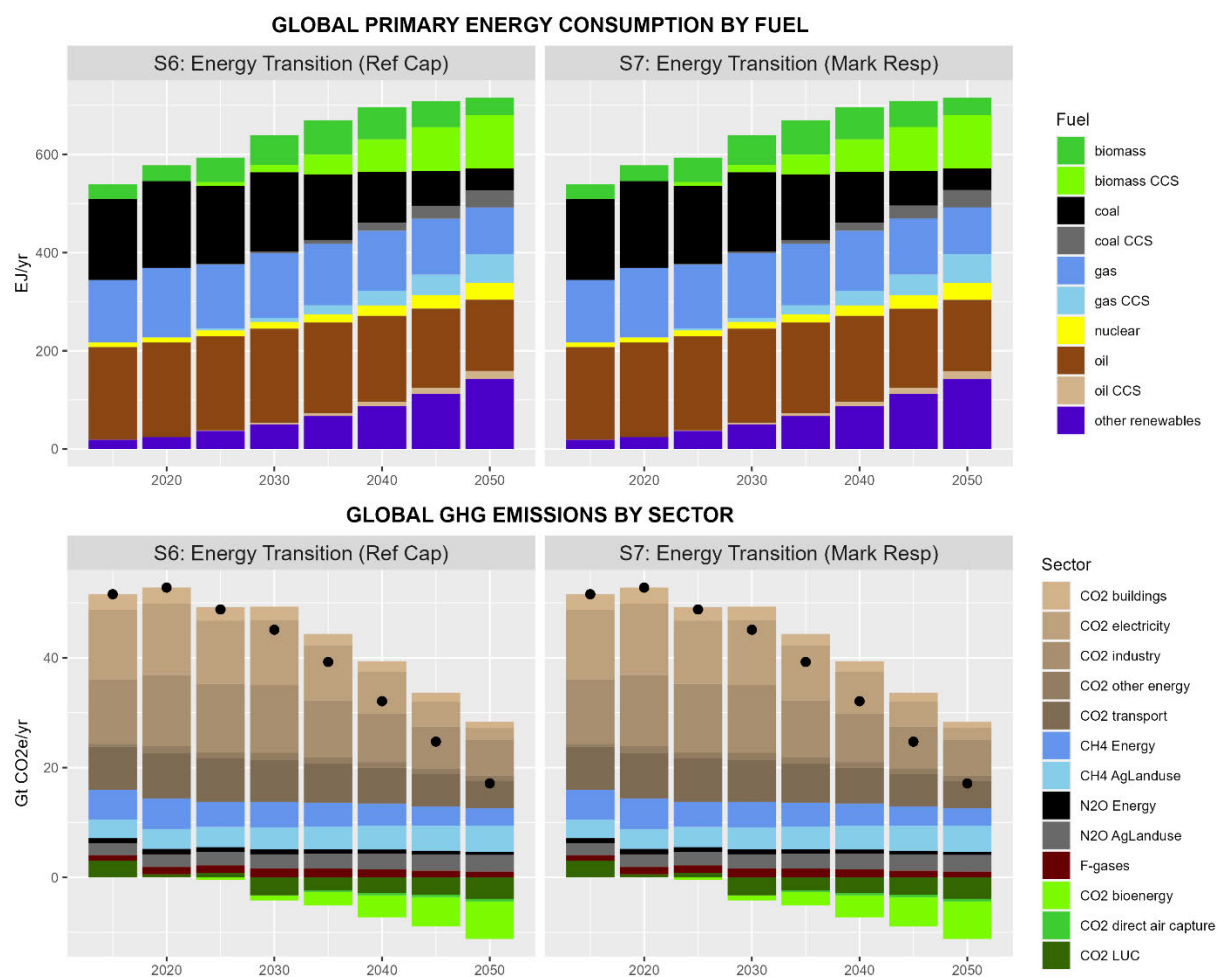 GLOBAL PRIMARY ENERGY CONSUMPTION BY FUEL
S6: Energy Transition (Ref Cap)
S7: Energy Transition (Mark Resp)
EJ/yr
600
400
200
0
2020
2030
2040
2050
2020
2030
2040
2050
Fuel
biomass
biomass CCS
coal
coal CCS
gas
gas CCS
nuclear
oil
oil CCS
other renewables
GLOBAL GHG EMISSIONS BY SECTOR
S6: Energy Transition (Ref Cap)
S7: Energy Transition (Mark Resp)
Gt CO2e/yr
40
20
0
2020
2030
2040
2050
2020
2030
2040
2050
Sector
CO2 buildings
CO2 electricity
CO2 industry
CO2 other energy
CO2 transport
CH4 Energy
CH4 AgLanduse
N2O Energy
N2O AgLanduse
F-gases
CO2 bioenergy
CO2 direct air capture
CO2 LUC